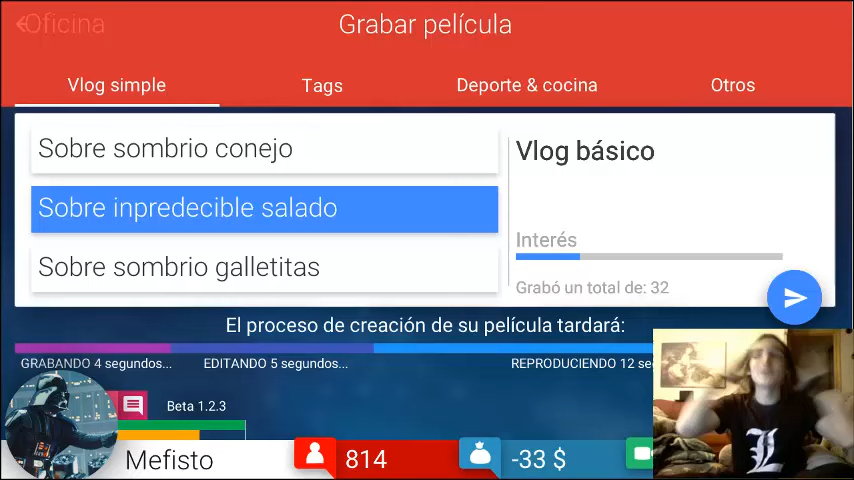 Oficina
Grabar película
Vlog simple
Tags
Deporte & cocina
Otros
Sobre sombrio conejo
Sobre inpredecible salado
Sobre sombrio galletitas
Vlog básico
Interés
Grabó un total de: 32
El proceso de creación de su película tardará:
GRABANDO 4 segundos...
EDITANDO 5 segundos...
REPRODUCIENDO 12 se
Beta 1.2.3
Mefisto
814
-33 $
L